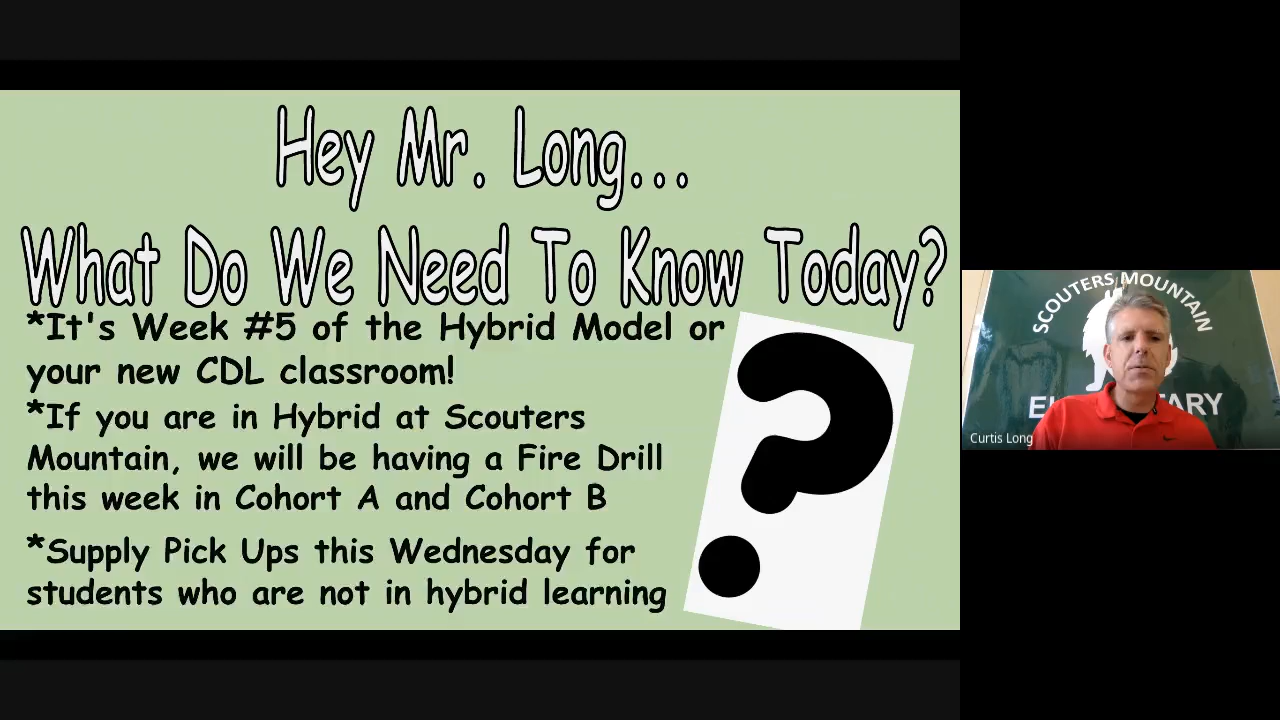 Hey Mr. Long...
What Do We Need To Know Today?
*It's Week #5 of the Hybrid Model or
your new CDL classroom!
*If you are in Hybrid at Scouters
Mountain, we will be having a Fire Drill
this week in Cohort A and Cohort B
*Supply Pick Ups this Wednesday for
students who are not in hybrid learning
?
SCOUTERS MOUNTAIN
Curtis Long